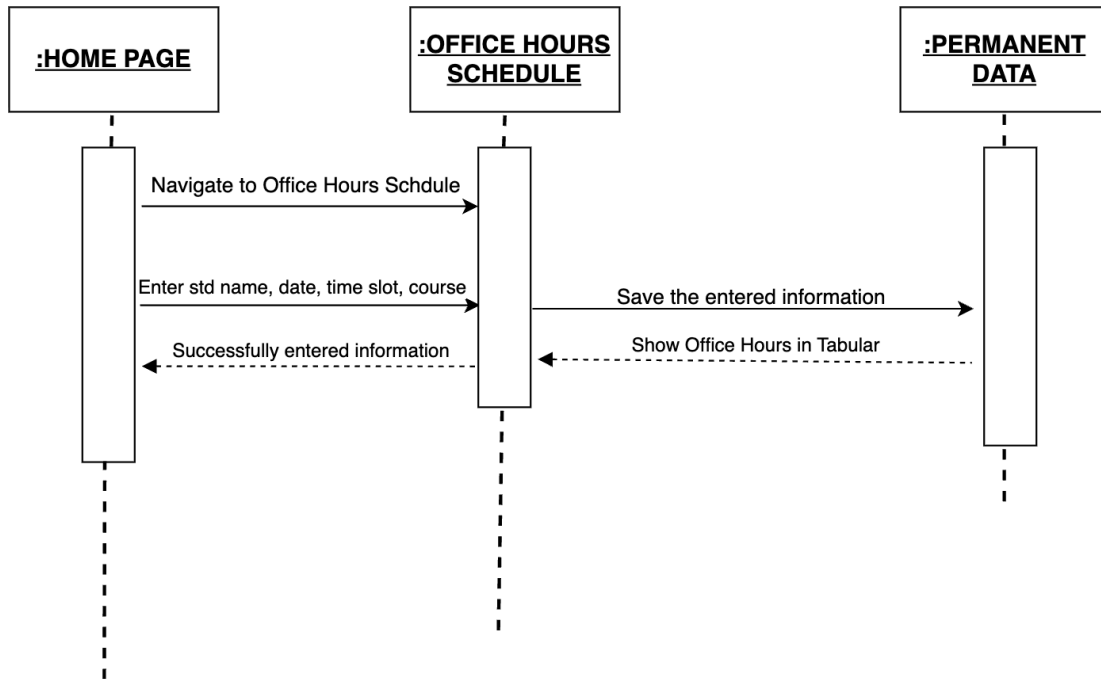 :HOME PAGE
:OFFICE HOURS
SCHEDULE
:PERMANENT
DATA
Navigate to Office Hours Schdule
Enter std name, date, time slot, course
Save the entered information
Successfully entered information
Show Office Hours in Tabular